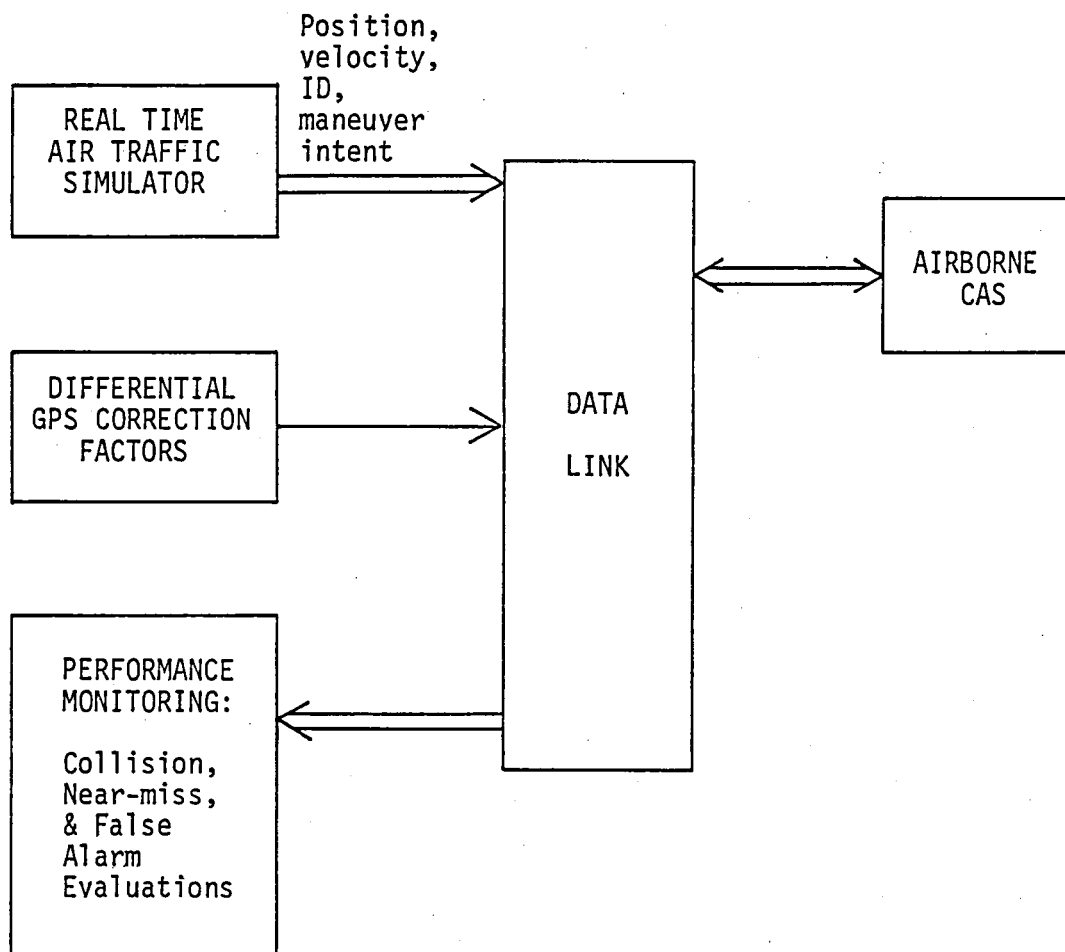 Position,
velocity,
ID,
maneuver
intent
REAL TIME
AIR TRAFFIC
SIMULATOR
AIRBORNE
CAS
DIFFERENTIAL
GPS CORRECTION
FACTORS
DATA
LINK
PERFORMANCE
MONITORING:
Collision,
Near-miss,
& False
Alarm
Evaluations